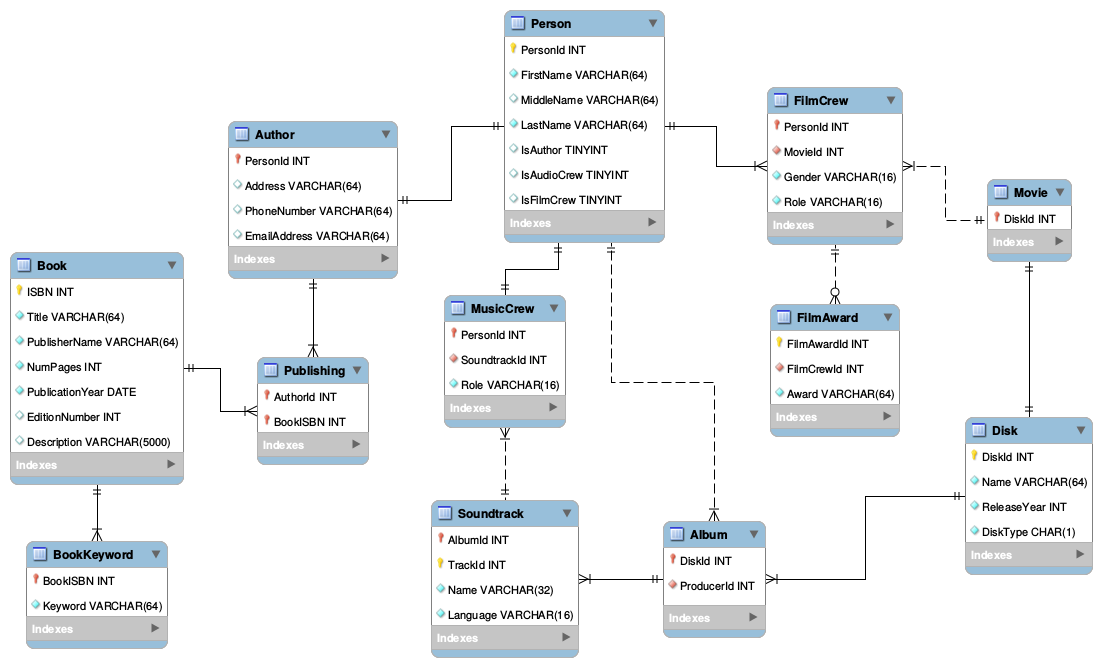 Person
PersonId INT
FirstName VARCHAR(64)
MiddleName VARCHAR(64)
LastName VARCHAR(64)
IsAuthor TINYINT
IsAudioCrew TINYINT
IsFilmCrew TINYINT
Indexes
FilmCrew
PersonId INT
MovieId INT
Gender VARCHAR(16)
Role VARCHAR(16)
Indexes
Author
PersonId INT
Address VARCHAR(64)
PhoneNumber VARCHAR(64)
EmailAddress VARCHAR(64)
Indexes
Movie
DiskId INT
Indexes
Book
ISBN INT
Title VARCHAR(64)
PublisherName VARCHAR(64)
NumPages INT
PublicationYear DATE
EditionNumber INT
Description VARCHAR(5000)
Indexes
MusicCrew
PersonId INT
SoundtrackId INT
Role VARCHAR(16)
Indexes
FilmAward
FilmAwardId INT
FilmCrewId INT
Award VARCHAR(64)
Indexes
Publishing
AuthorId INT
BookISBN INT
Indexes
Disk
DiskId INT
Name VARCHAR(64)
ReleaseYear INT
DiskType CHAR(1)
Indexes
Soundtrack
AlbumId INT
TrackId INT
Name VARCHAR(32)
Language VARCHAR(16)
Indexes
Album
DiskId INT
ProducerId INT
Indexes
BookKeyword
BookISBN INT
Keyword VARCHAR(64)
Indexes